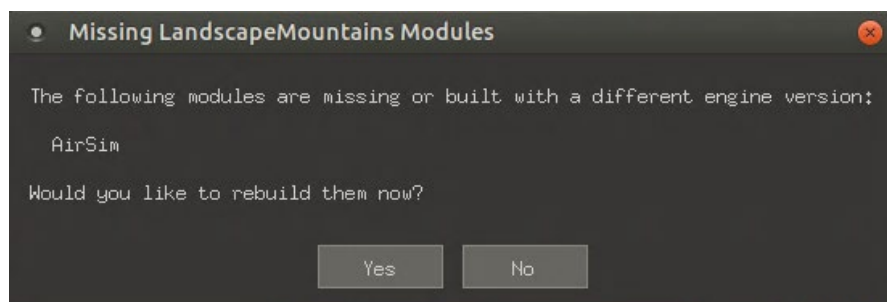 Missing LandscapeMountains Modules
The following modules are missing or built with a different engine version:
AirSim
Would you like to rebuild them now?
Yes No